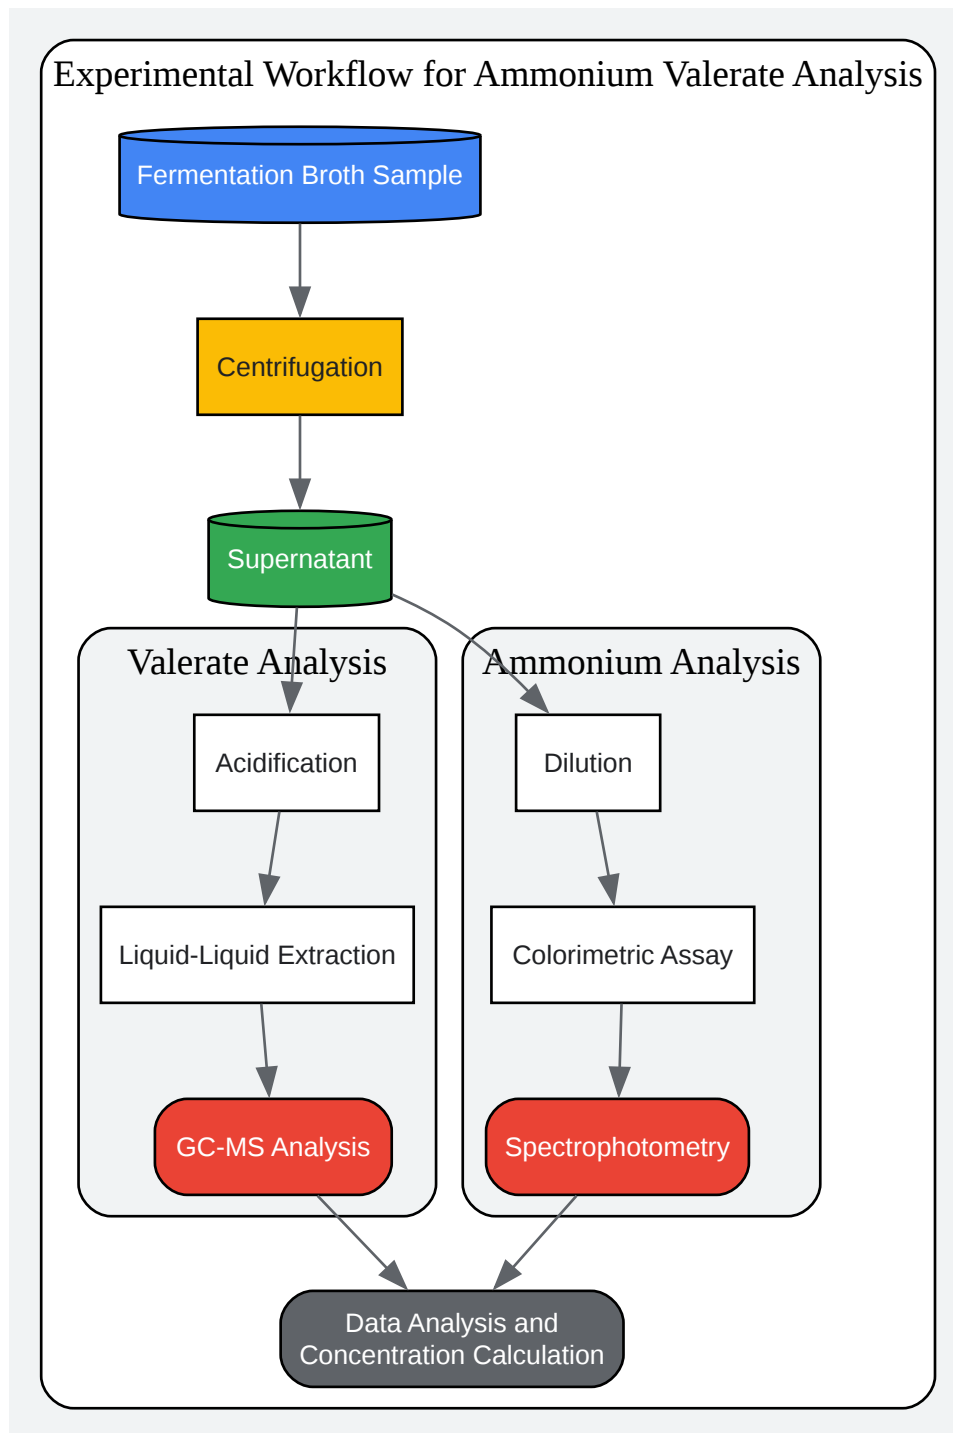 Experimental Workflow for Ammonium Valerate Analysis
Fermentation Broth Sample
Centrifugation
Supernatant
Valerate Analysis
Acidification
Liquid-Liquid Extraction
GC-MS Analysis
Ammonium Analysis
Dilution
Colorimetric Assay
Spectrophotometry
Data Analysis and
Concentration Calculation